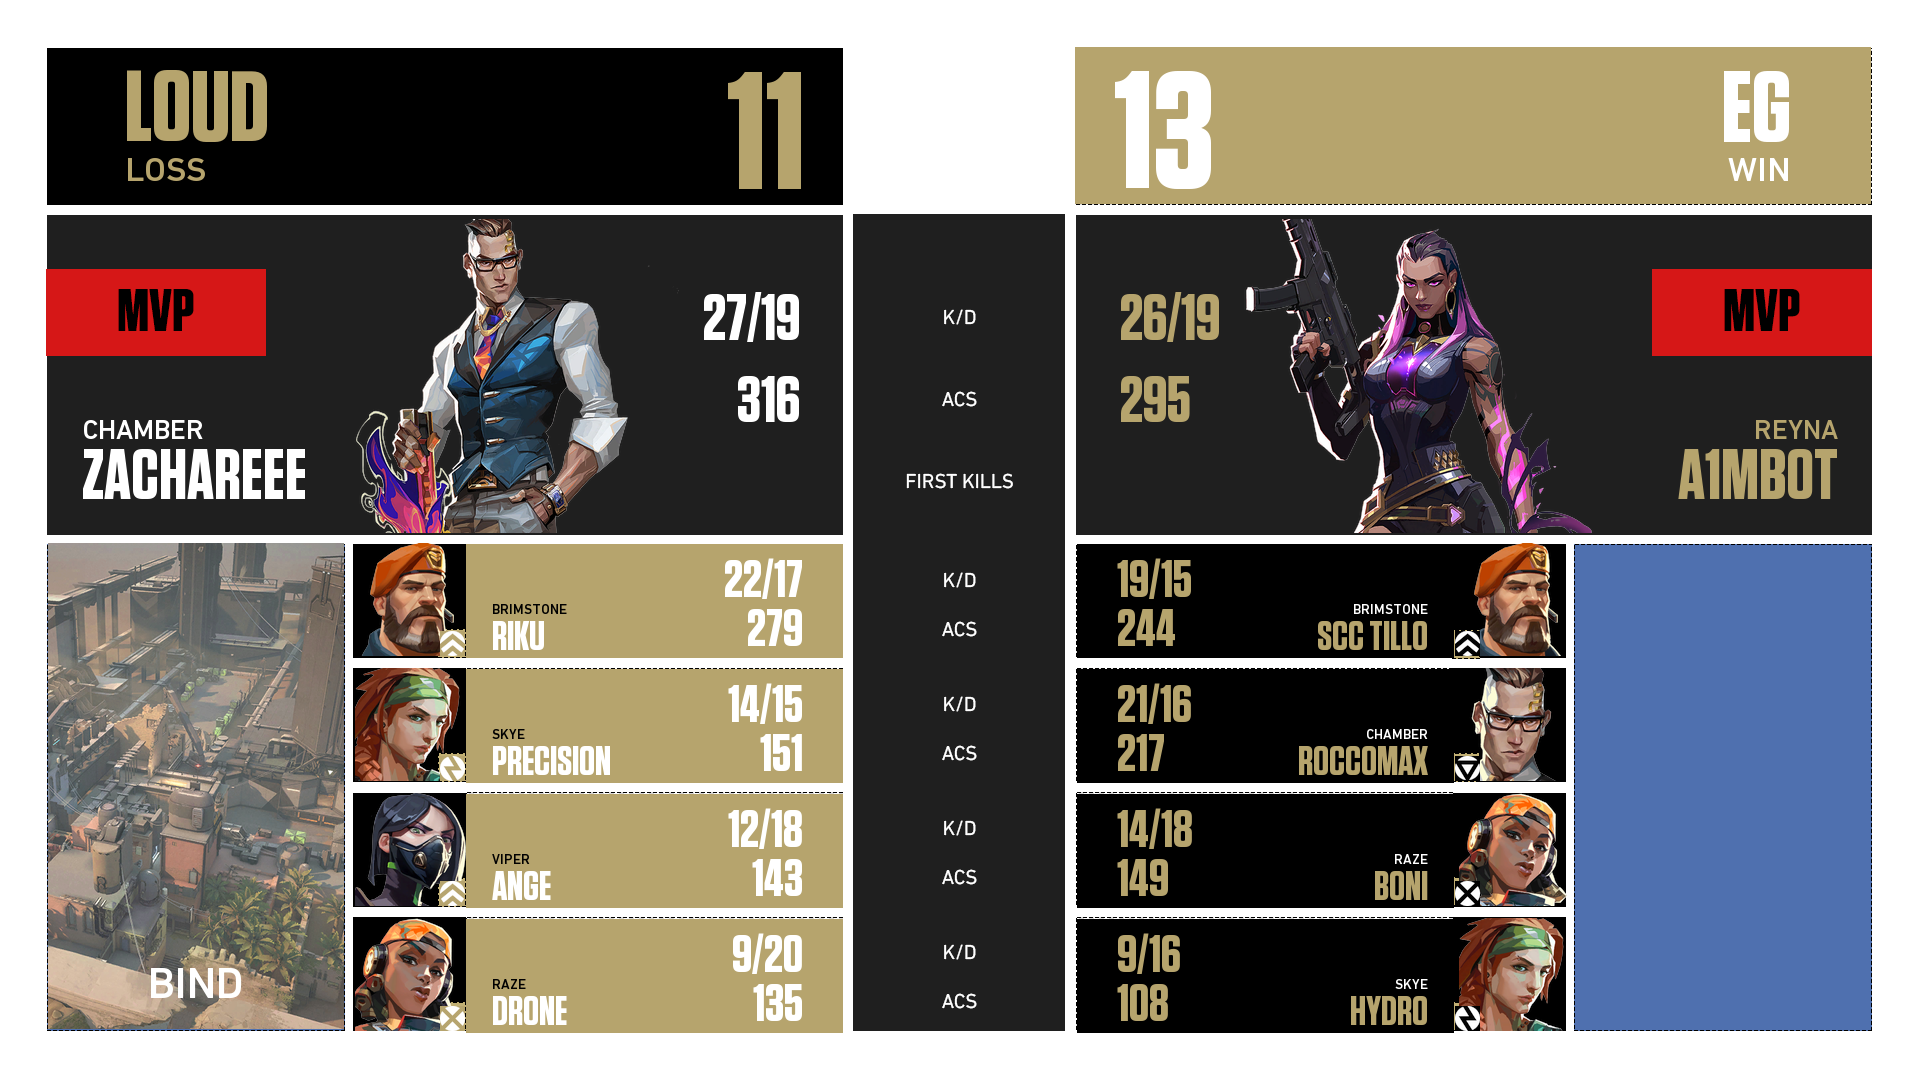 LOUD
LOSS
11
13
EG
WIN
MVP
CHAMBER
ZACHAREEE
27/19
316
K/D
ACS
FIRST KILLS
26/19
295
MVP
REYNA
A1MBOT
BIND
BRIMSTONE
RIKU
22/17
279
K/D
ACS
19/15
244
BRIMSTONE
SCC TILLO
SKYE
PRECISION
14/15
151
K/D
ACS
21/16
217
CHAMBER
ROCCOMAX
VIPER
ANGE
12/18
143
K/D
ACS
14/18
149
RAZE
BONI
RAZE
DRONE
9/20
135
K/D
ACS
9/16
108
SKYE
HYDRO